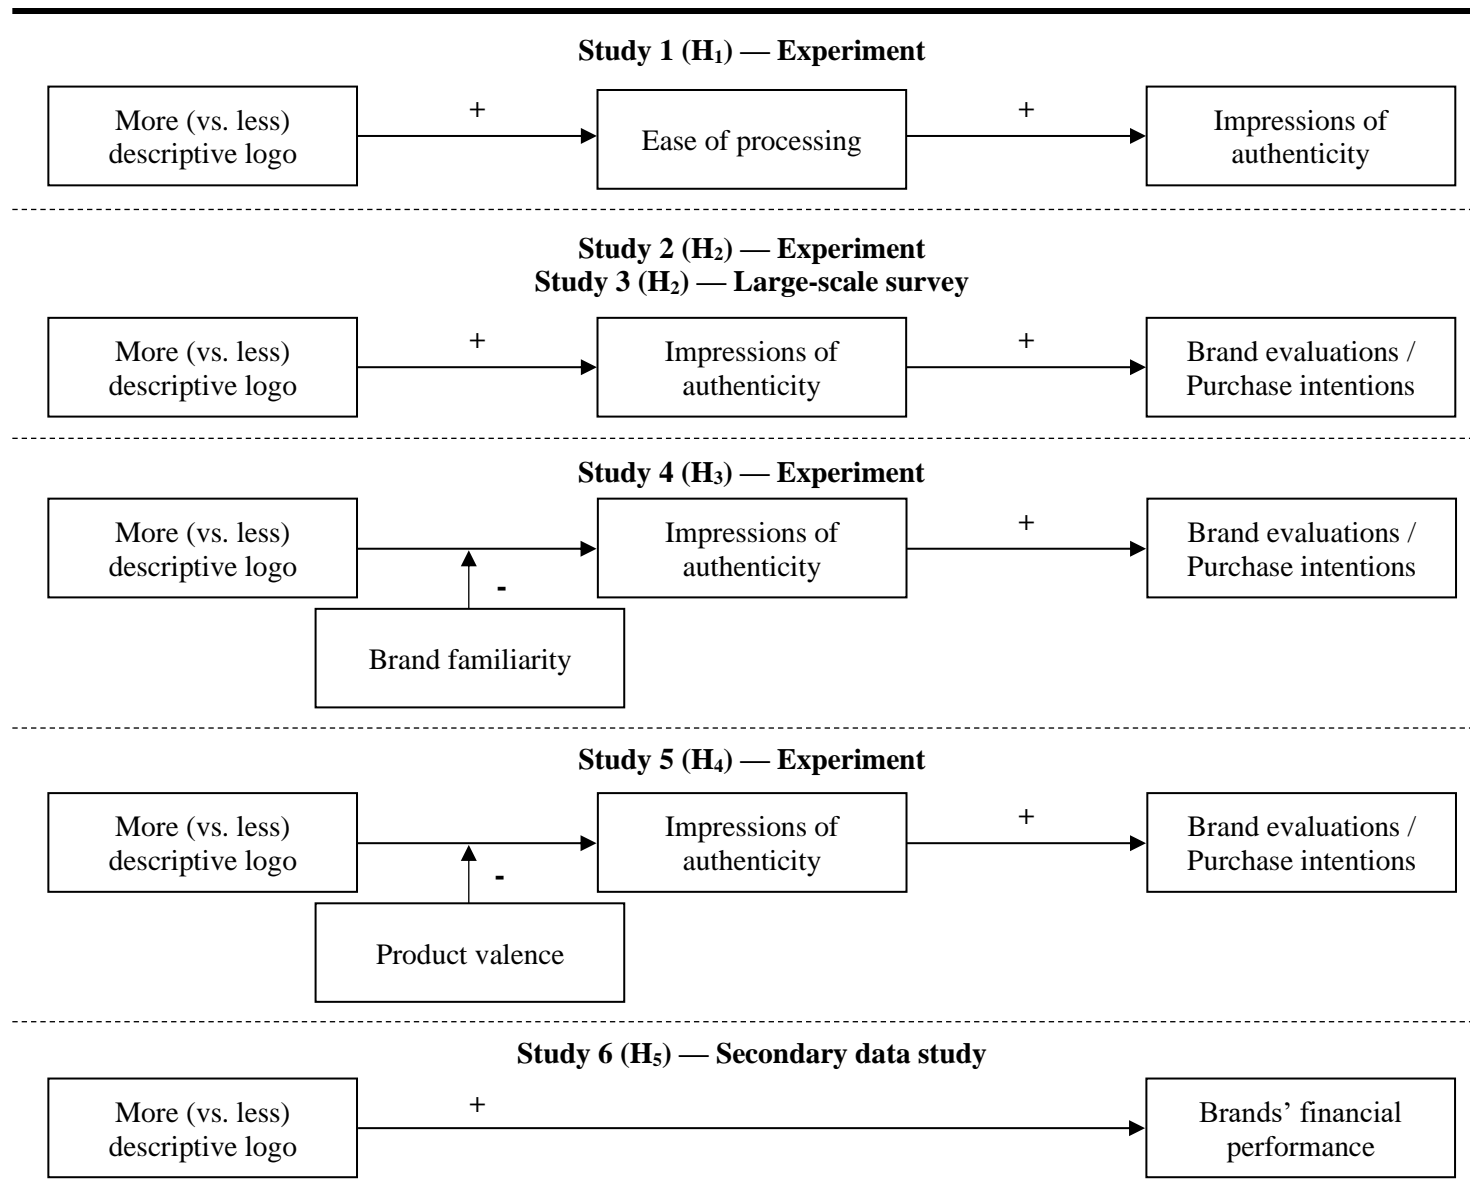 Study 1 (H₁) — Experiment
More (vs. less)
descriptive logo
+
Ease of processing
+
Impressions of
authenticity
Study 2 (H₂) — Experiment
Study 3 (H₂) — Large-scale survey
More (vs. less)
descriptive logo
+
Impressions of
authenticity
+
Brand evaluations /
Purchase intentions
Study 4 (H₃) — Experiment
More (vs. less)
descriptive logo
Impressions of
authenticity
+
Brand evaluations /
Purchase intentions
-
Brand familiarity
Study 5 (H₄) — Experiment
More (vs. less)
descriptive logo
Impressions of
authenticity
+
Brand evaluations /
Purchase intentions
-
Product valence
Study 6 (H₅) — Secondary data study
More (vs. less)
descriptive logo
+
Brands’ financial
performance